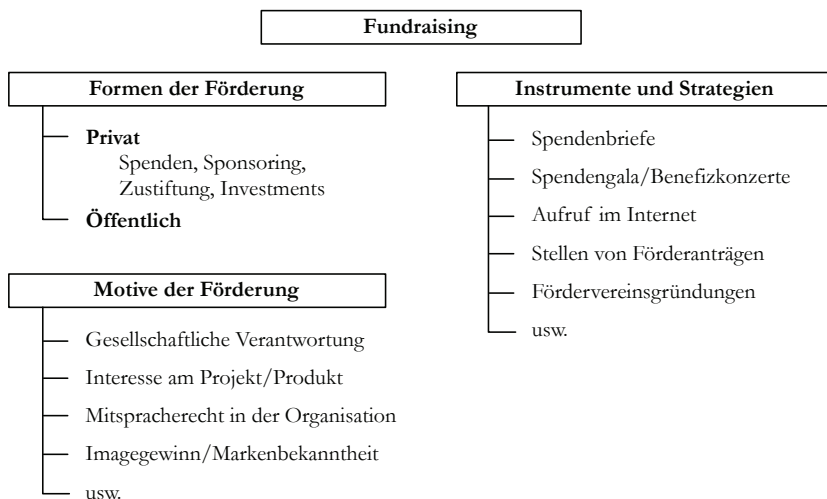 Fundraising
Formen der Förderung
Privat
Spenden, Sponsoring,
Zustiftung, Investments
Öffentlich
Motive der Förderung
Gesellschaftliche Verantwortung
Interesse am Projekt/Produkt
Mitspracherecht in der Organisation
Imagegewinn/Markenbekanntheit
usw.
Instrumente und Strategien
Spendenbriefe
Spendengala/Benefizkonzerte
Aufruf im Internet
Stellen von Förderanträgen
Fördervereinsgründungen
usw.